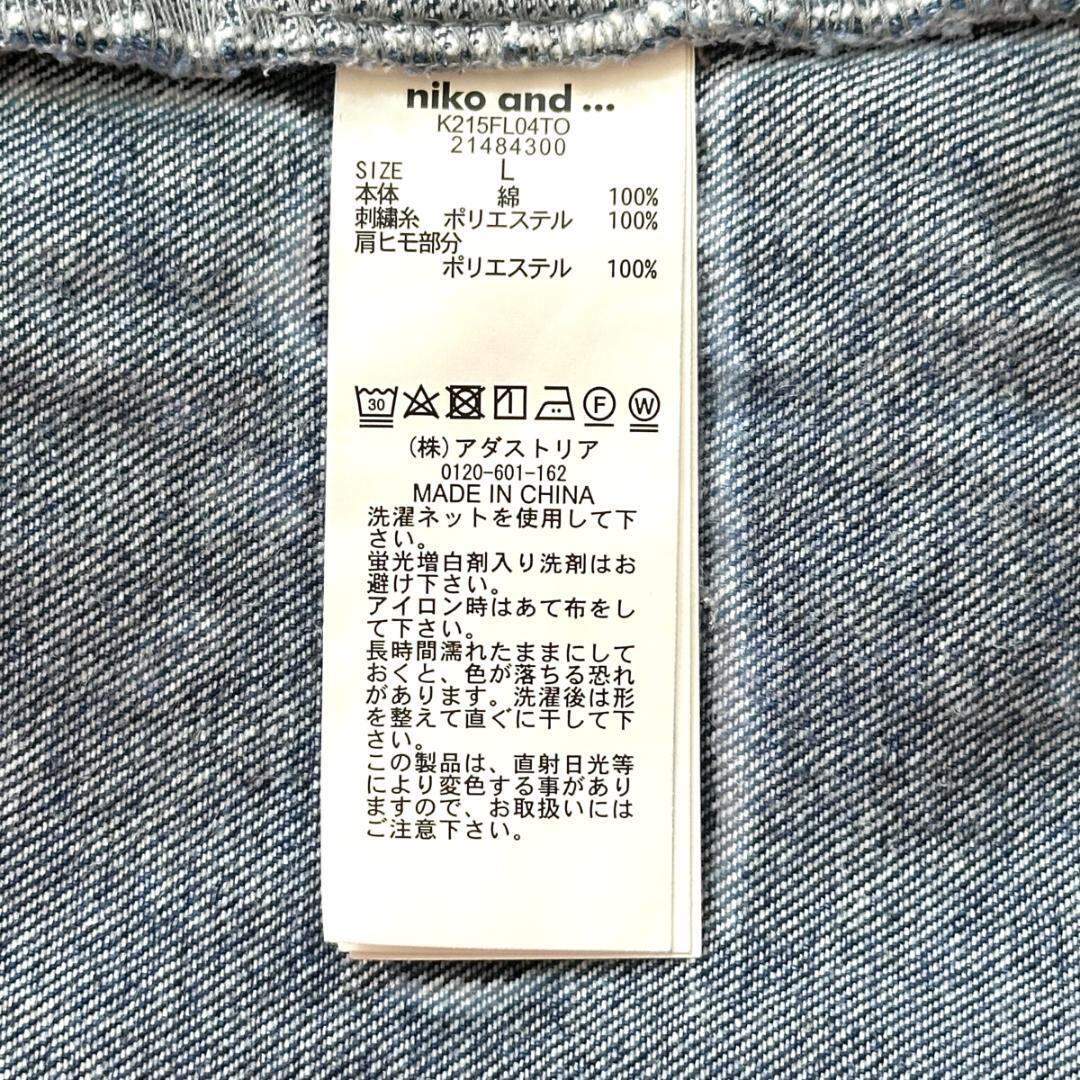 niko and ...
K215FL04TO
21484300
SIZE L
本体 綿 100%
刺繍糸 ポリエステル 100%
肩ヒモ部分
ポリエステル 100%
30 F W
(株)アダストリア
0120-601-162
MADE IN CHINA
洗濯ネットを使用して下
さい。
蛍光増白剤入り洗剤はお
避け下さい。
アイロン時はあて布をし
て下さい。
長時間濡れたままにして
おくと、色が落ちる恐れ
があります。洗濯後は形
を整えて直ぐに干して下
さい。
この製品は、直射日光等
により変色する事があり
ますので、お取扱いには
ご注意下さい。